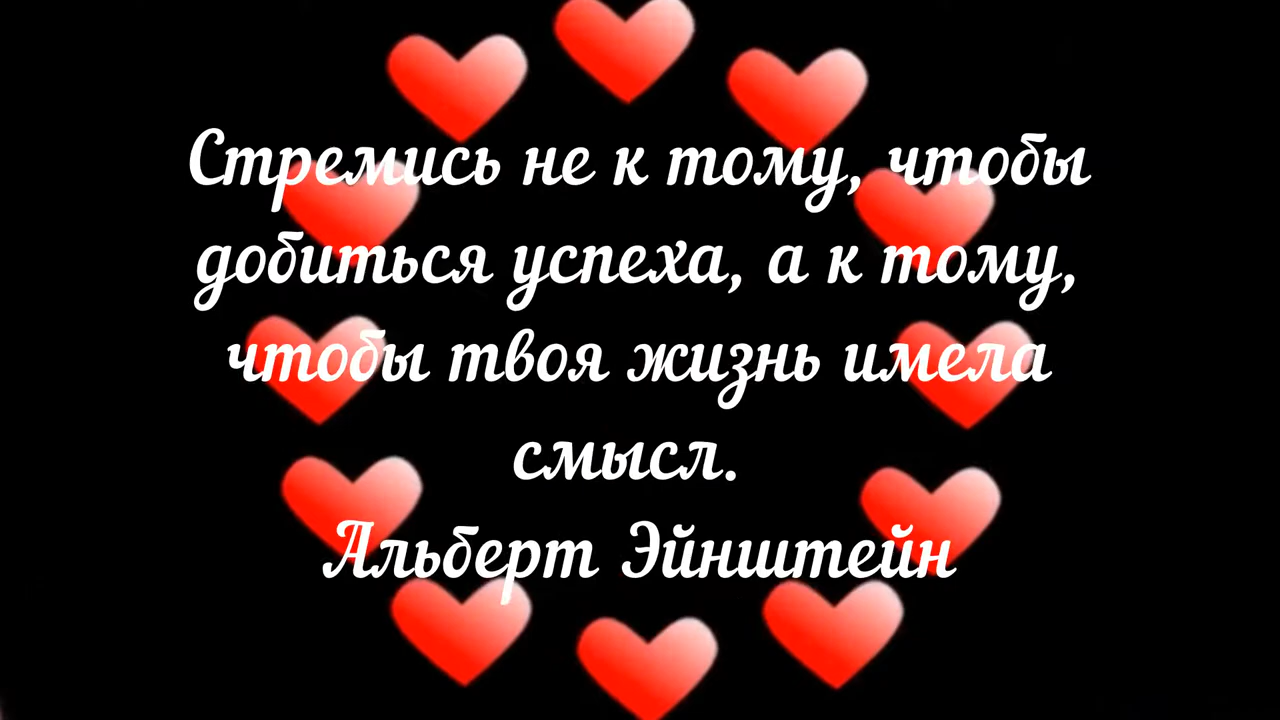 Стремись не к тому, чтобы
добиться успеха, а к тому,
чтобы твоя жизнь имела
смысл.
Альберт Эйнштейн